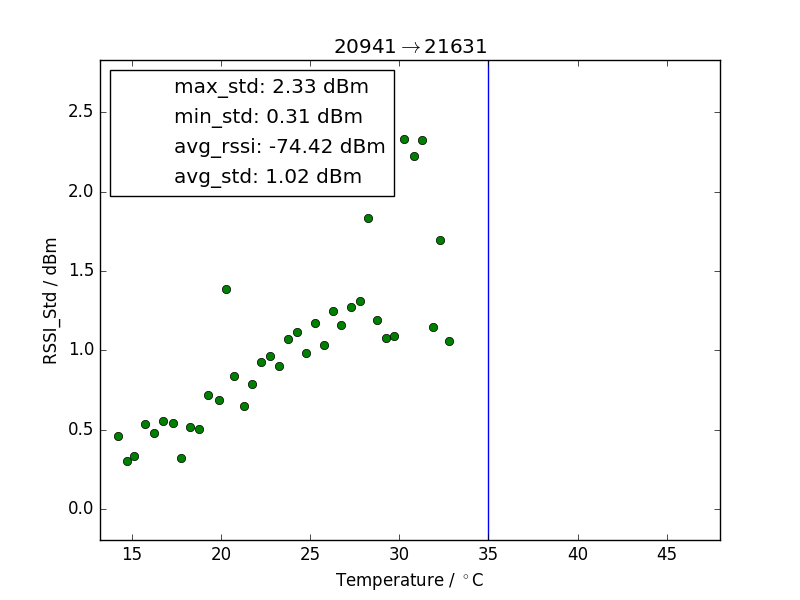 20941→21631
max_std: 2.33 dBm
min_std: 0.31 dBm
avg_rssi: -74.42 dBm
avg_std: 1.02 dBm
RSSI_Std / dBm
2.5
2.0
1.5
1.0
0.5
0.0
15 20 25 30 35 40 45
Temperature / °C